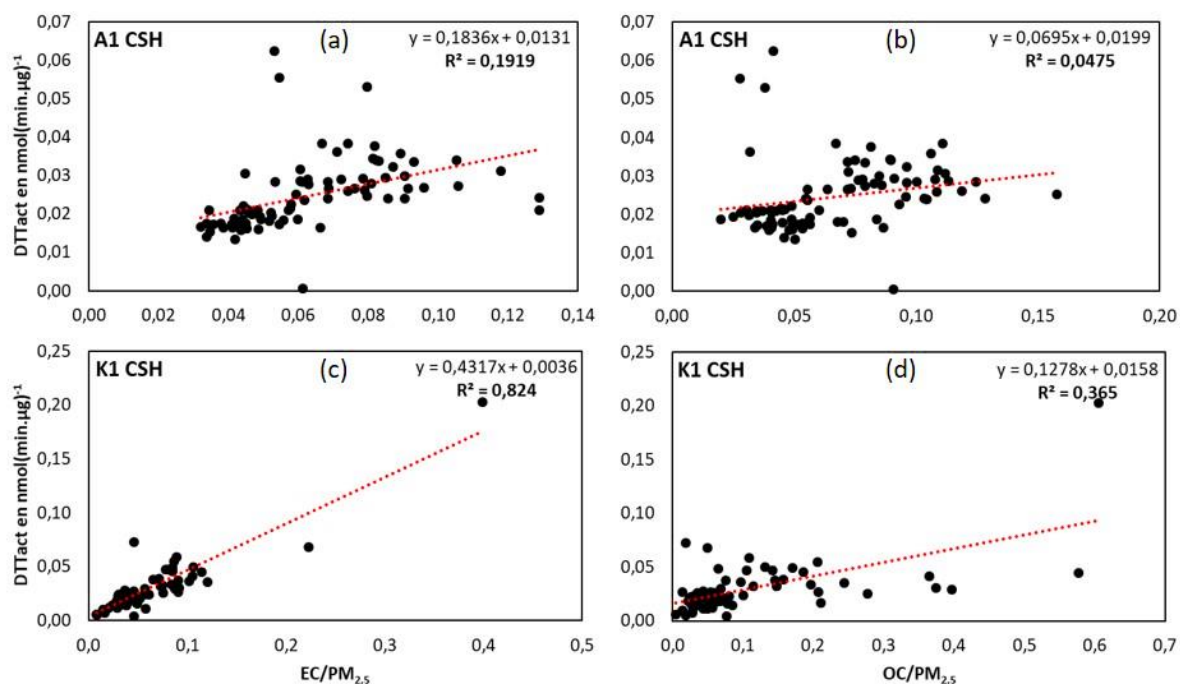 A1 CSH (a) y = 0,1836x + 0,0131
R² = 0,1919
0,07
0,06
0,05
0,04
0,03
0,02
0,01
0,00
DTTact en nmol(min.µg)⁻¹
0,00 0,02 0,04 0,06 0,08 0,10 0,12 0,14
A1 CSH (b) y = 0,0695x + 0,0199
R² = 0,0475
0,07
0,06
0,05
0,04
0,03
0,02
0,01
0,00
0,00 0,05 0,10 0,15 0,20
K1 CSH (c) y = 0,4317x + 0,0036
R² = 0,824
0,25
0,20
0,15
0,10
0,05
0,00
DTTact en nmol(min.µg)⁻¹
0,0 0,1 0,2 0,3 0,4 0,5
EC/PM₂,₅
K1 CSH (d) y = 0,1278x + 0,0158
R² = 0,365
0,25
0,20
0,15
0,10
0,05
0,00
0,0 0,1 0,2 0,3 0,4 0,5 0,6 0,7
OC/PM₂,₅